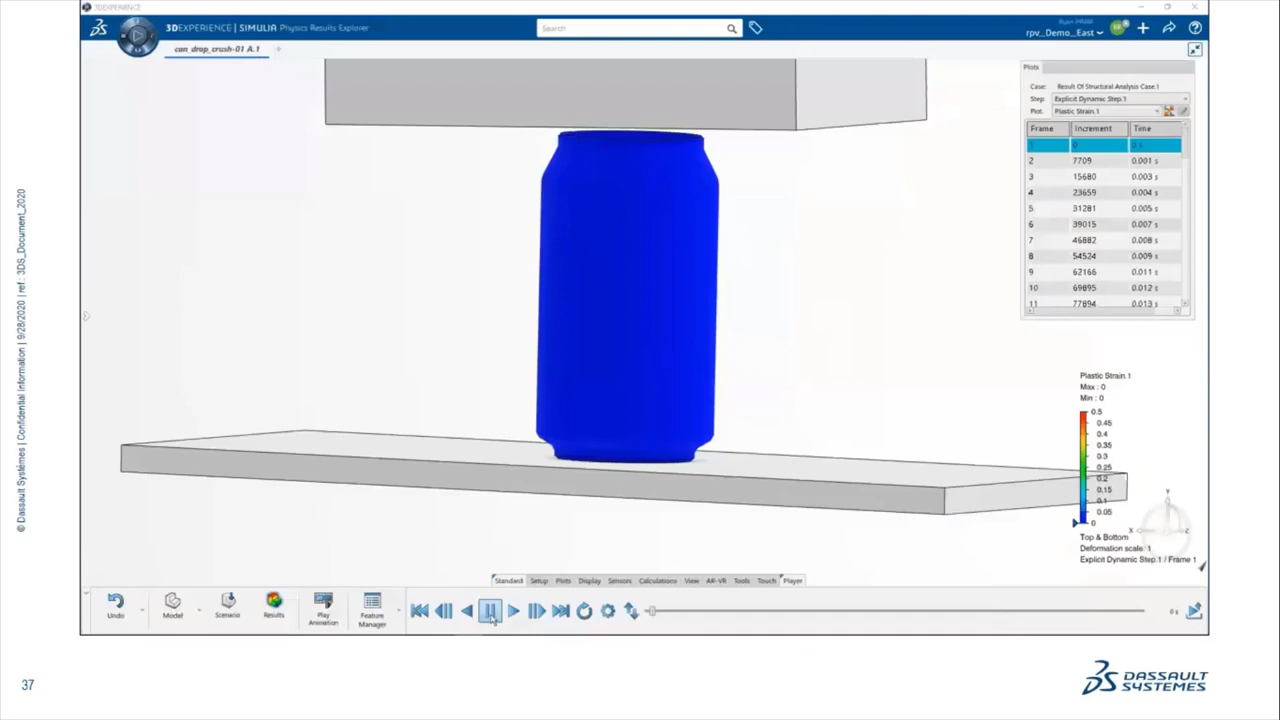 3DEXPERIENCE
3DEXPERIENCE | SIMULIA Physics Results Explorer
Search
rpv_Demo_East
can_drop_crush-01 A.1
Plots
Case: Result Of Structural Analysis Case.1
Step: Explicit Dynamic Step.1
Plot: Plastic Strain.1
Frame Increment Time
1 0 0 s
2 7709 0.001 s
3 15680 0.003 s
4 23659 0.004 s
5 31281 0.005 s
6 39015 0.007 s
7 46882 0.008 s
8 54524 0.009 s
9 62166 0.011 s
10 69895 0.012 s
11 77894 0.013 s
Plastic Strain.1
Max : 0
Min : 0
0.5
0.45
0.4
0.35
0.3
0.25
0.2
0.15
0.1
0.05
0
Y
X
Z
Top & Bottom
Deformation scale: 1
Explicit Dynamic Step.1 / Frame 1
Standard Setup Plots Display Sensors Calculations View AR-VR Tools Touch Player
Undo
Model
Scenario
Results
Play Animation
Feature Manager
0 s
© Dassault Systèmes | Confidential Information | 9/28/2020 | ref.: 3DS_Document_2020
37
DASSAULT
SYSTEMES